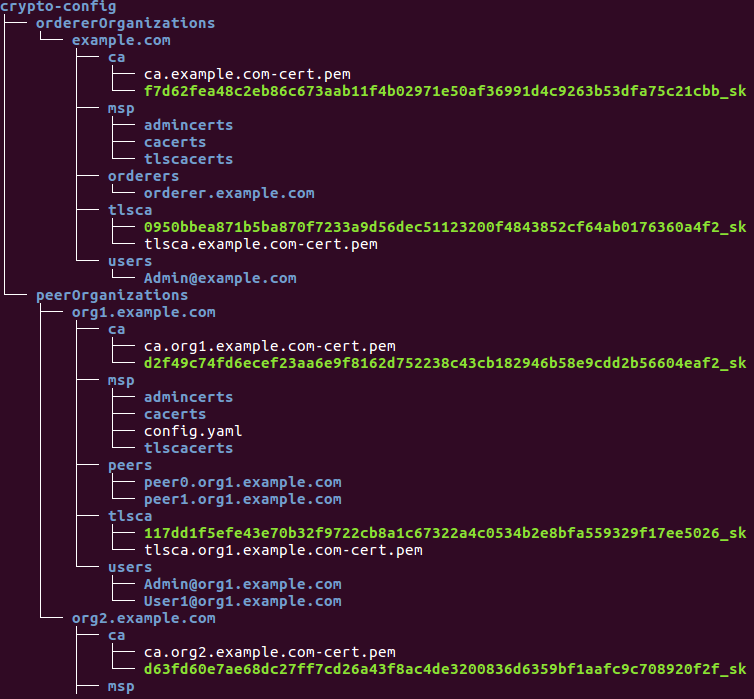 crypto-config
ordererOrganizations
example.com
ca
ca.example.com-cert.pem
f7d62fea48c2eb86c673aab11f4b02971e50af36991d4c9263b53dfa75c21cbb_sk
msp
admincerts
cacerts
tlscacerts
orderers
orderer.example.com
tlsca
0950bbea871b5ba870f7233a9d56dec51123200f4843852cf64ab0176360a4f2_sk
tlsca.example.com-cert.pem
users
Admin@example.com
peerOrganizations
org1.example.com
ca
ca.org1.example.com-cert.pem
d2f49c74fd6ecef23aa6e9f8162d752238c43cb182946b58e9cdd2b56604eaf2_sk
msp
admincerts
cacerts
config.yaml
tlscacerts
peers
peer0.org1.example.com
peer1.org1.example.com
tlsca
117dd1f5efe43e70b32f9722cb8a1c67322a4c0534b2e8bfa559329f17ee5026_sk
tlsca.org1.example.com-cert.pem
users
Admin@org1.example.com
User1@org1.example.com
org2.example.com
ca
ca.org2.example.com-cert.pem
d63fd60e7ae68dc27ff7cd26a43f8ac4de3200836d6359bf1aafc9c708920f2f_sk
msp